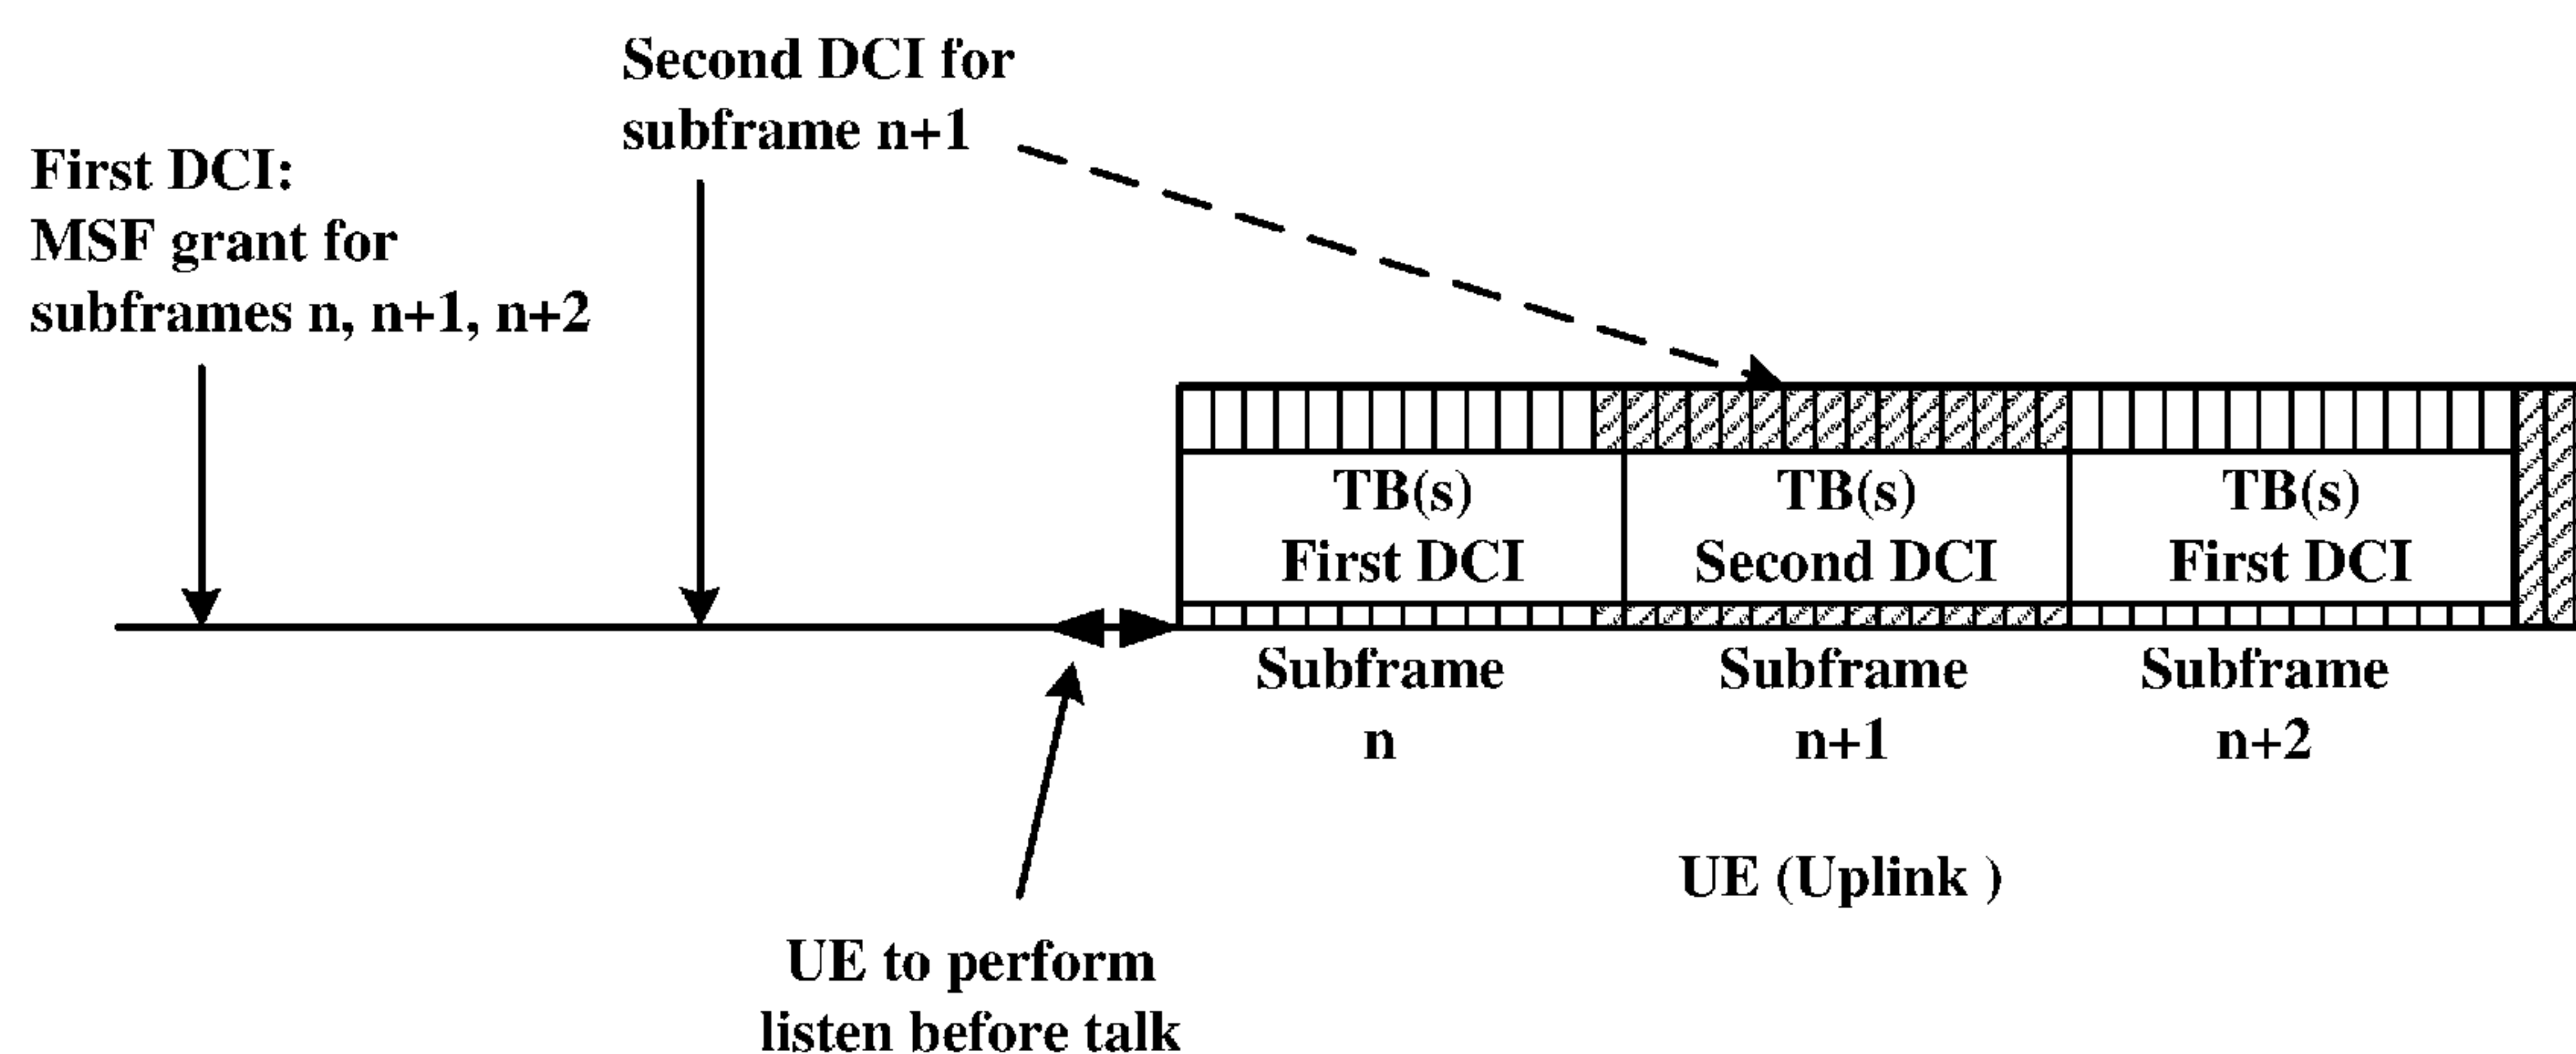 Second DCI for
subframe n+1
First DCI:
MSF grant for
subframes n, n+1, n+2
TB(s)
First DCI
TB(s)
Second DCI
TB(s)
First DCI
Subframe
n
Subframe
n+1
Subframe
n+2
UE (Uplink )
UE to perform
listen before talk